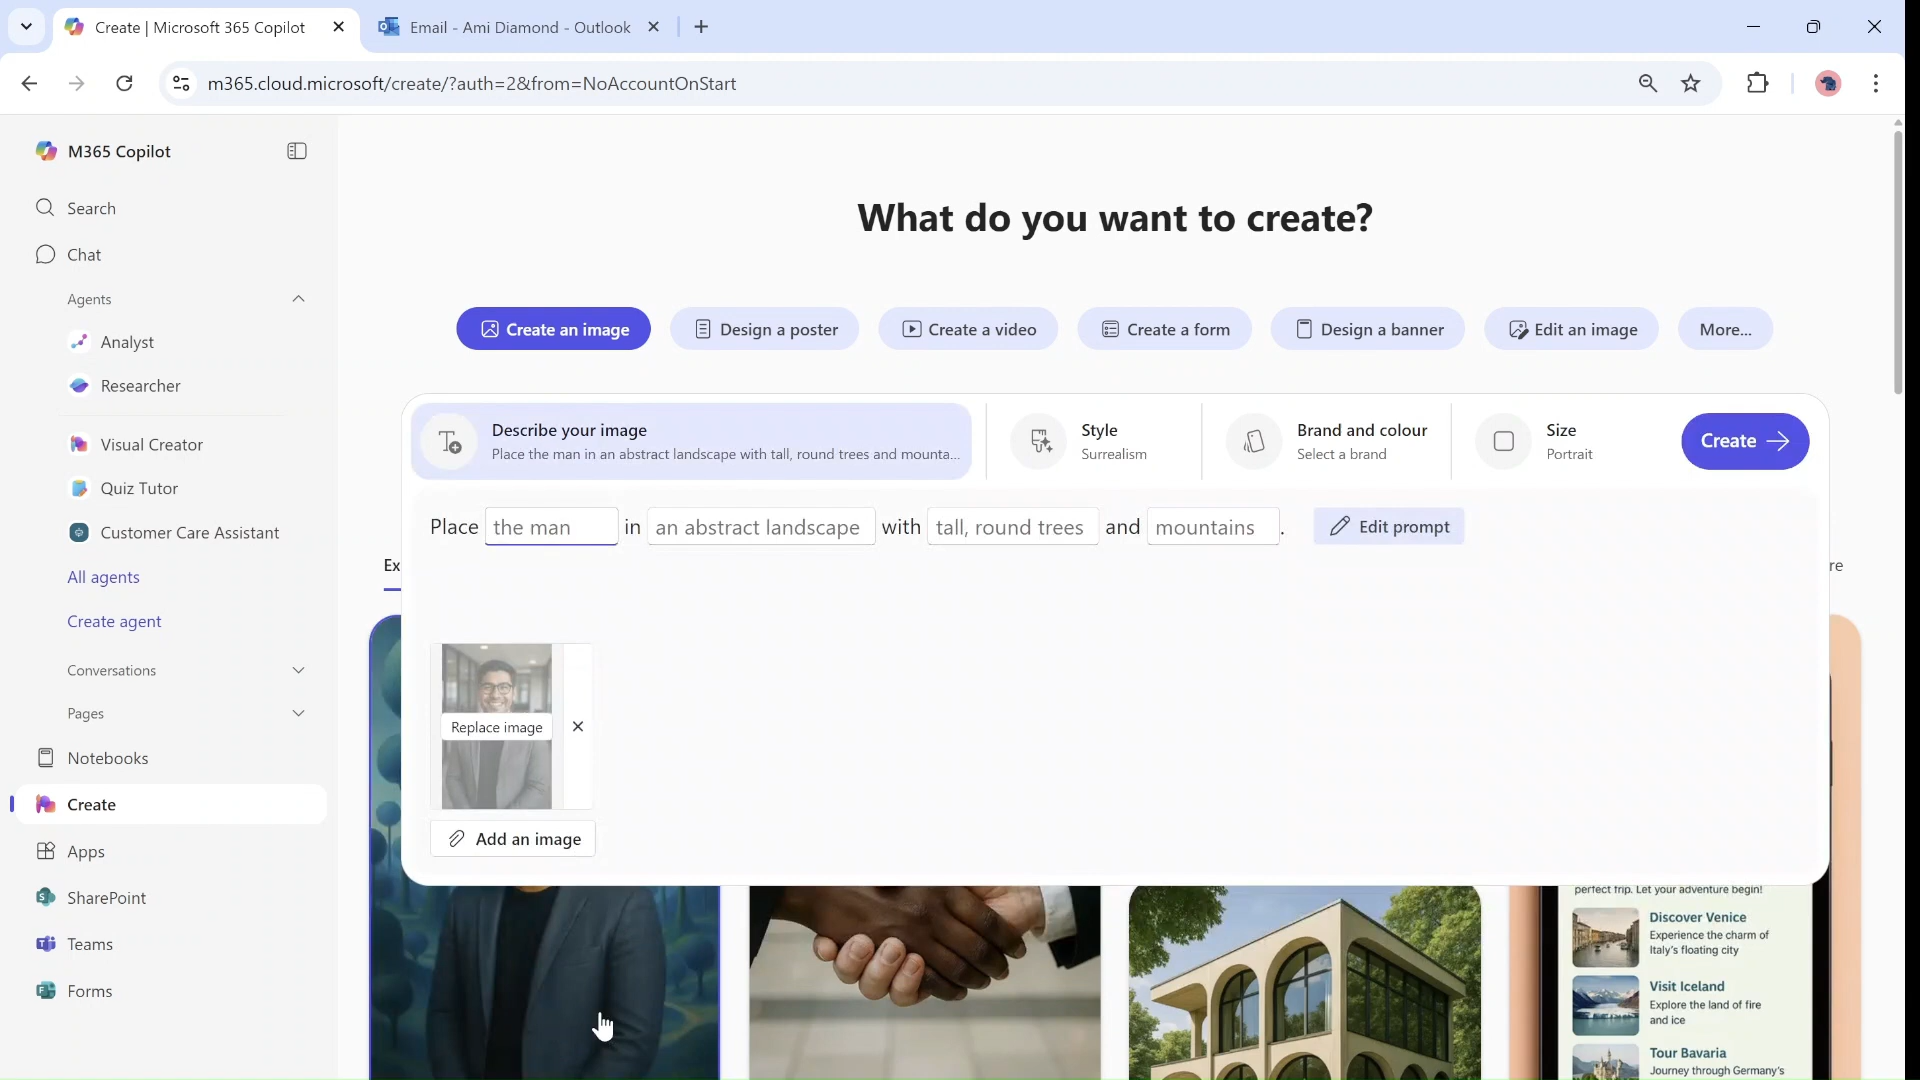 Create | Microsoft 365 Copilot
Email - Ami Diamond - Outlook
m365.cloud.microsoft/create/?auth=2&from=NoAccountOnStart
M365 Copilot
Search
Chat
Agents
Analyst
Researcher
Visual Creator
Quiz Tutor
Customer Care Assistant
All agents
Create agent
Conversations
Pages
Notebooks
Create
Apps
SharePoint
Teams
Forms
What do you want to create?
Create an image
Design a poster
Create a video
Create a form
Design a banner
Edit an image
More...
Describe your image
Place the man in an abstract landscape with tall, round trees and mounta...
Style
Surrealism
Brand and colour
Select a brand
Size
Portrait
Create
Place the man in an abstract landscape with tall, round trees and mountains.
Edit prompt
Ex
re
Replace image
Add an image
perfect trip. Let your adventure begin!
Discover Venice
Experience the charm of
Italy's floating city
Visit Iceland
Explore the land of fire
and ice
Tour Bavaria
Journey through Germany's